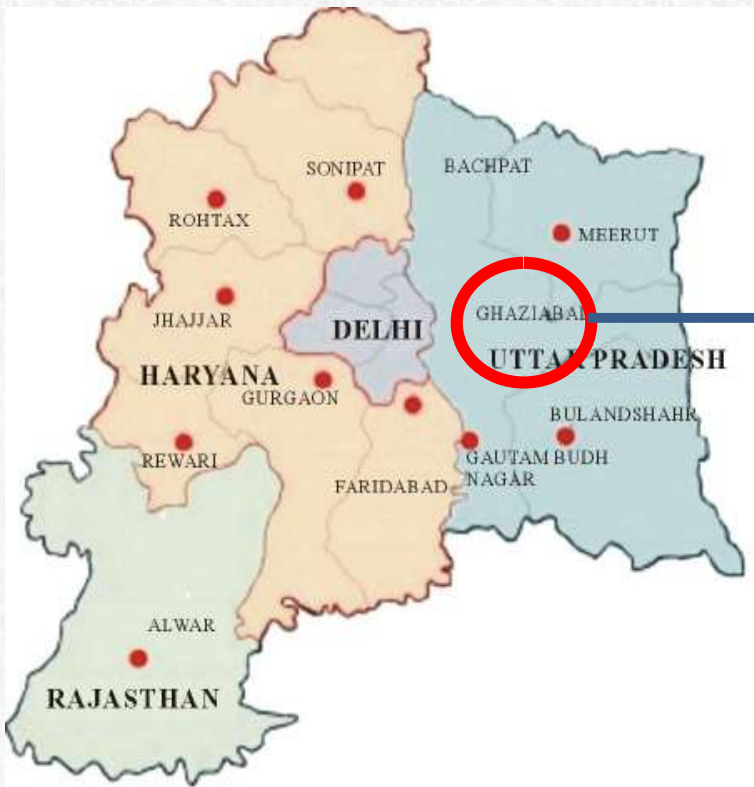 SONIPAT
BACHPAT
ROHTAX
MEERUT
JHAJJAR
GHAZIABAD
DELHI
UTTAR PRADESH
HARYANA
GURGAON
BULANDSHAHR
REWARI
GAUTAM BUDH
NAGAR
FARIDABAD
ALWAR
RAJASTHAN